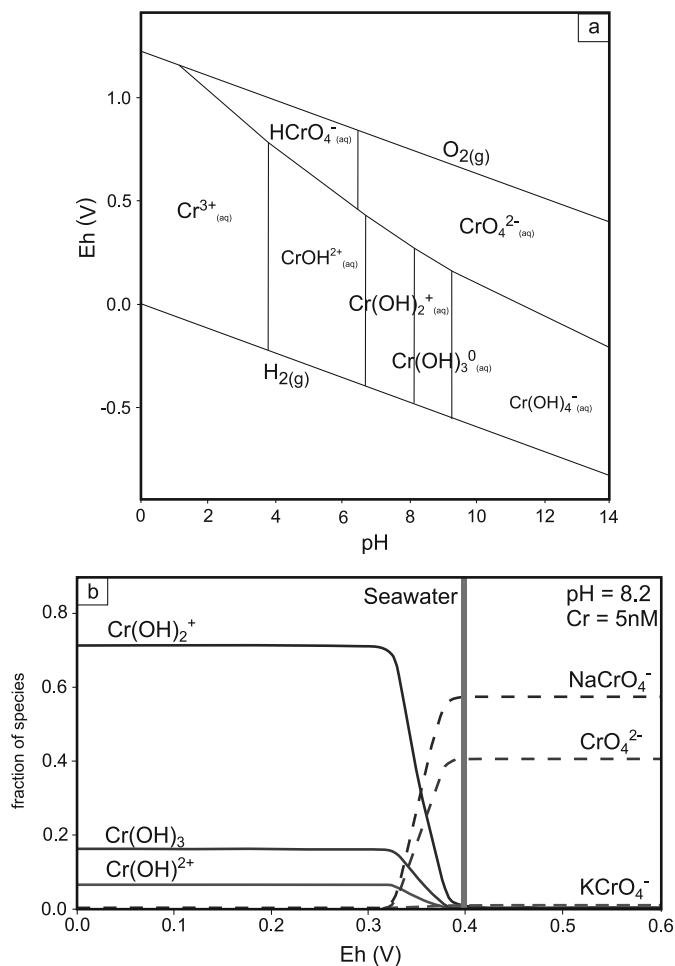 a
1.0
0.5
0.0
-0.5
Eh (V)
HCrO₄⁻(aq)
O₂(g)
Cr³⁺(aq)
CrO₄²⁻(aq)
CrOH²⁺(aq)
Cr(OH)₂⁺(aq)
Cr(OH)₃⁰(aq)
H₂(g)
Cr(OH)₄⁻(aq)
0 2 4 6 8 10 12 14
pH
b
Seawater
pH = 8.2
Cr = 5nM
0.8
0.6
0.4
0.2
0.0
fraction of species
Cr(OH)₂⁺
NaCrO₄⁻
CrO₄²⁻
Cr(OH)₃
Cr(OH)²⁺
KCrO₄⁻
0.0 0.1 0.2 0.3 0.4 0.5 0.6
Eh (V)